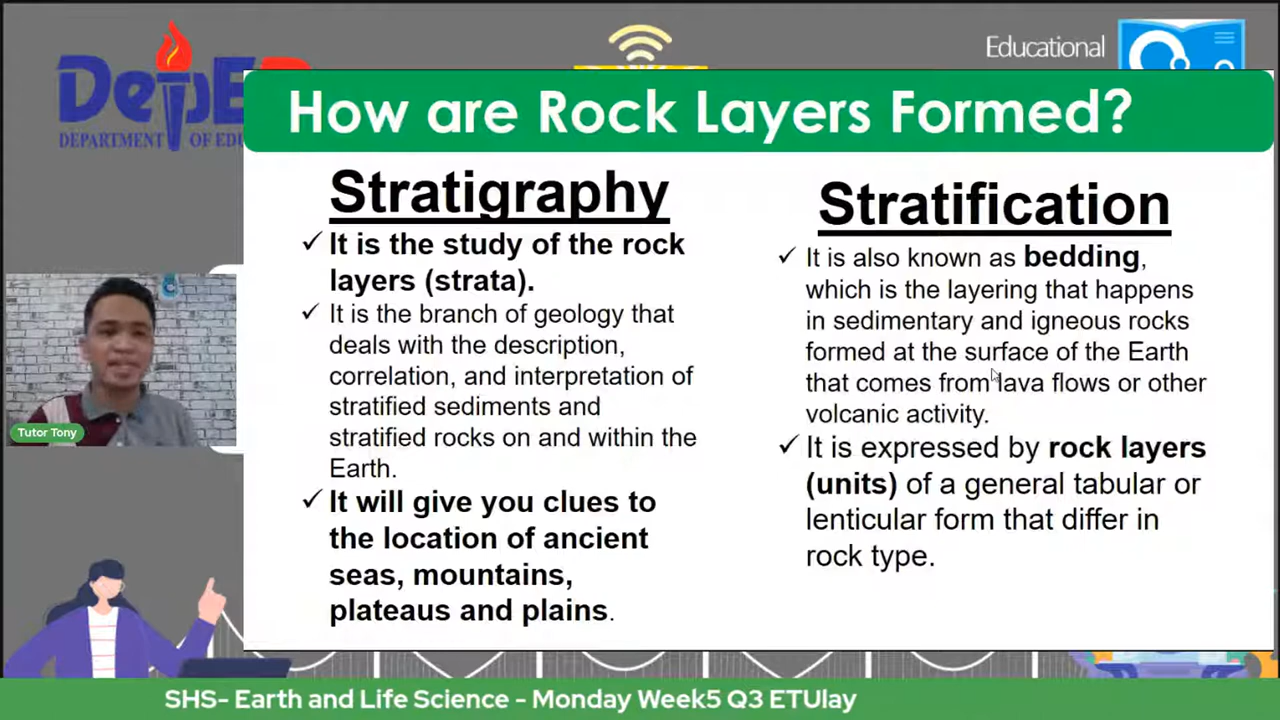 DepE
DEPARTMENT OF EDU
Educational
How are Rock Layers Formed?
Stratigraphy
✓ It is the study of the rock
layers (strata).
✓ It is the branch of geology that
deals with the description,
correlation, and interpretation of
stratified sediments and
stratified rocks on and within the
Earth.
✓ It will give you clues to
the location of ancient
seas, mountains,
plateaus and plains.
Stratification
✓ It is also known as bedding,
which is the layering that happens
in sedimentary and igneous rocks
formed at the surface of the Earth
that comes from lava flows or other
volcanic activity.
✓ It is expressed by rock layers
(units) of a general tabular or
lenticular form that differ in
rock type.
Tutor Tony
SHS- Earth and Life Science - Monday Week5 Q3 ETUlay